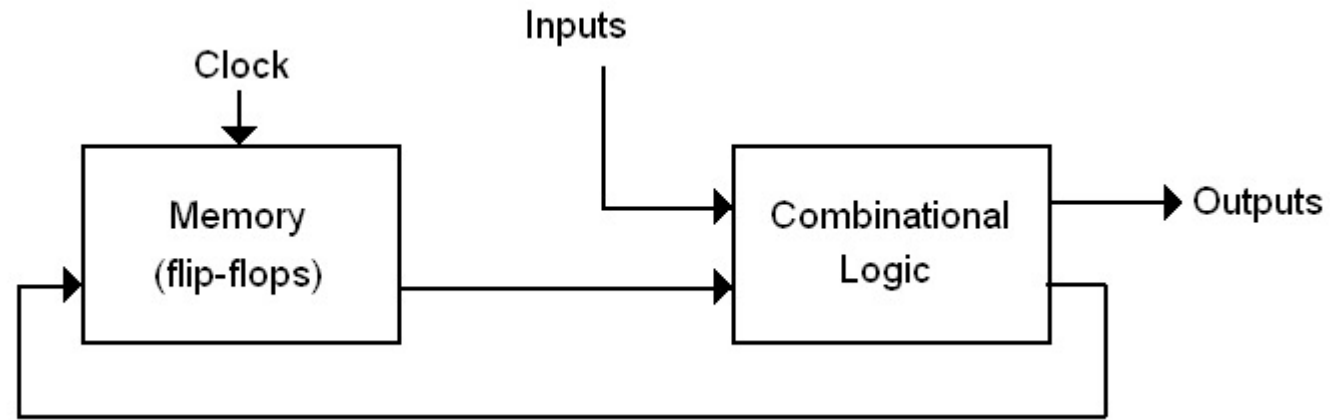 Inputs
Clock
Memory
(flip-flops)
Combinational
Logic
Outputs